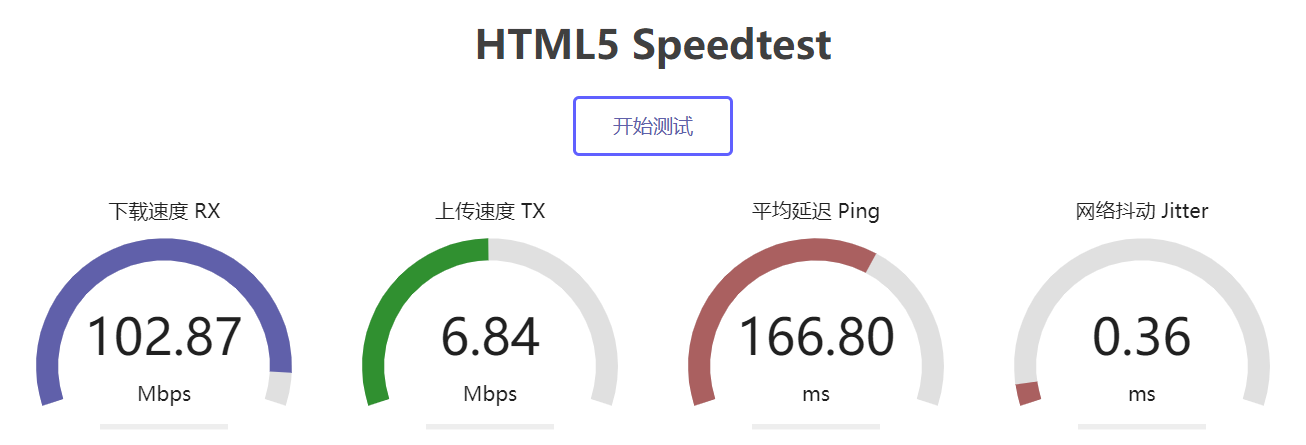 HTML5 Speedtest
开始测试
下载速度 RX
上传速度 TX
平均延迟 Ping
网络抖动 Jitter
102.87
6.84
166.80
0.36
Mbps
Mbps
ms
ms